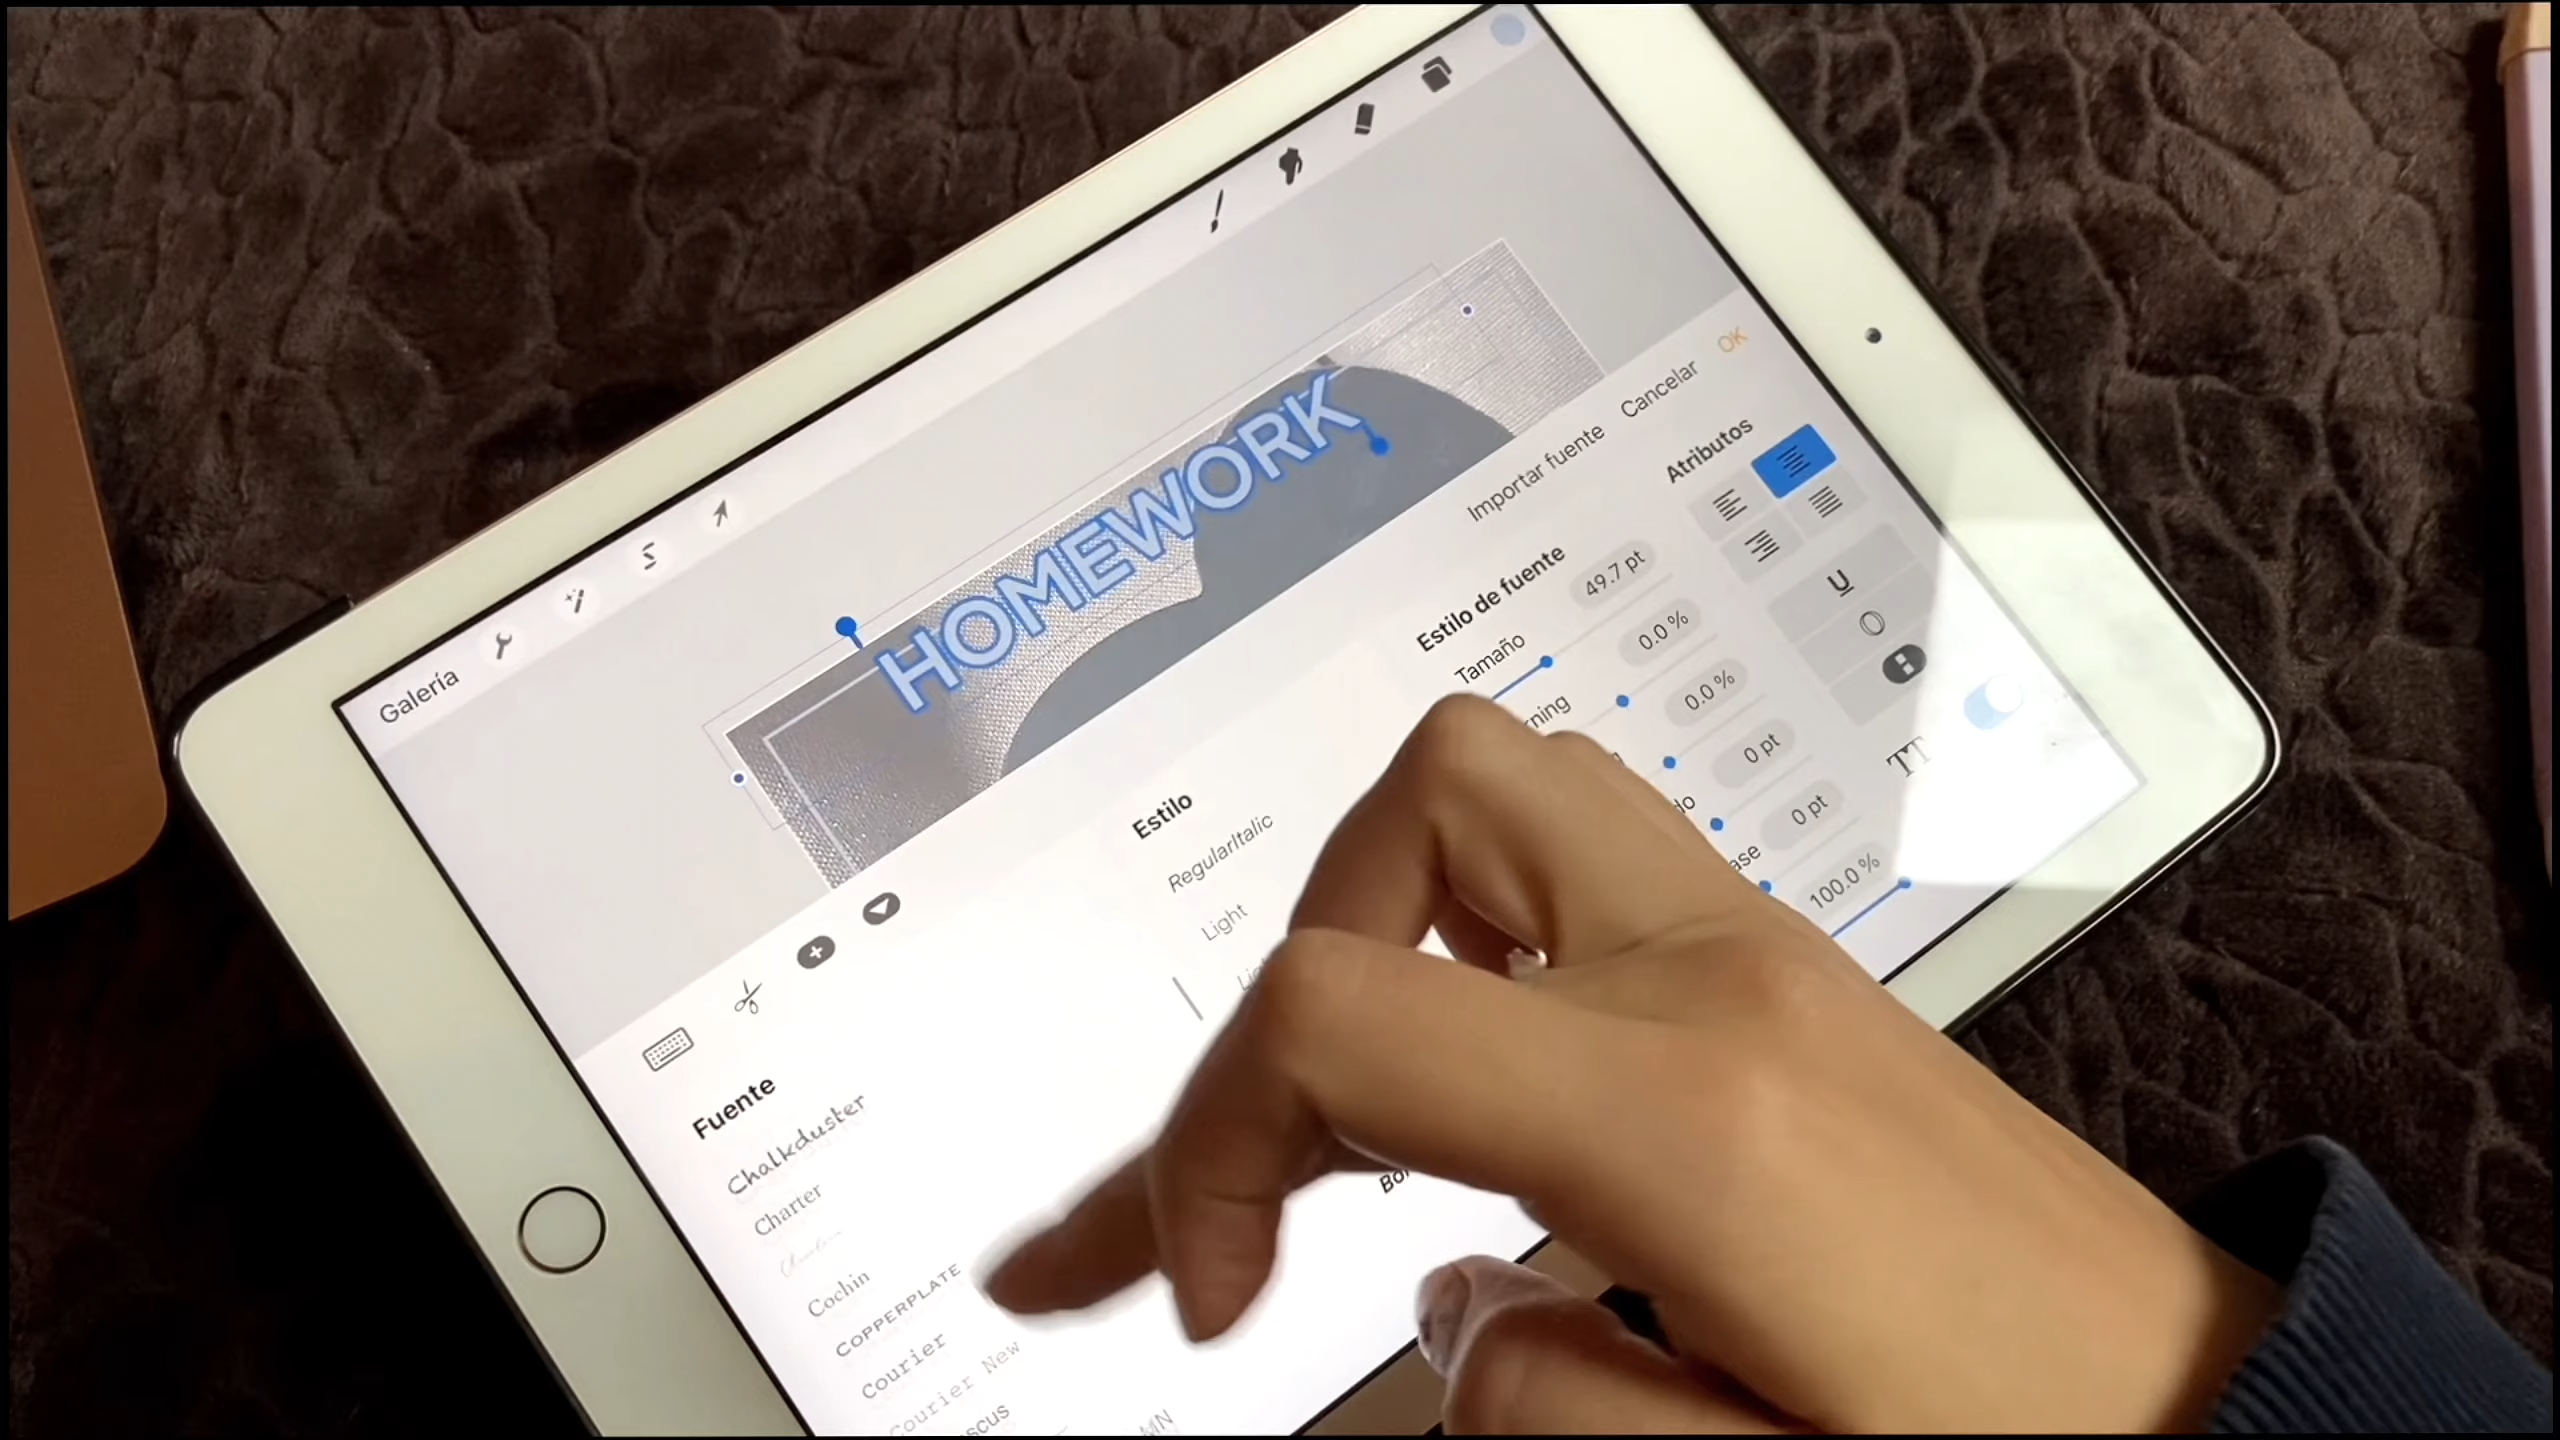 Galería
HOMEWORK
Importar fuente
Cancelar
OK
Fuente
Chalkduster
Charter
Cochin
COPPERPLATE
Courier
Courier New
Estilo
RegularItalic
Light
Estilo de fuente
Tamaño
49.7 pt
0.0 %
0.0 %
0 pt
0 pt
100.0 %
Atributos
U
O
TT